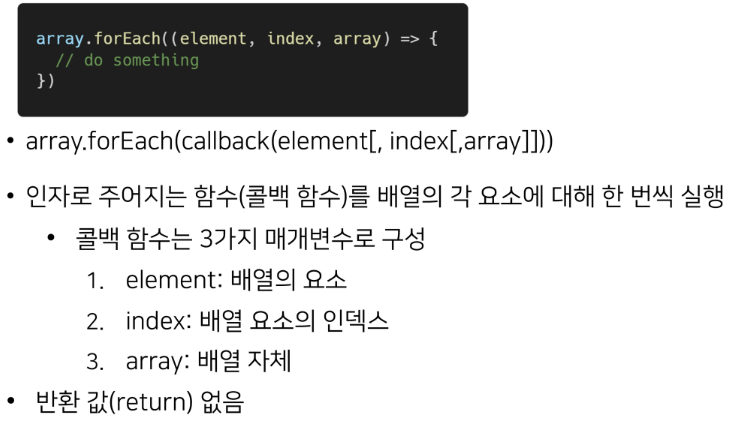 array.forEach((element, index, array) => {
  // do something
})
• array.forEach(callback(element[, index[,array]]))
• 인자로 주어지는 함수(콜백 함수)를 배열의 각 요소에 대해 한 번씩 실행
• 콜백 함수는 3가지 매개변수로 구성
1. element: 배열의 요소
2. index: 배열 요소의 인덱스
3. array: 배열 자체
• 반환 값(return) 없음